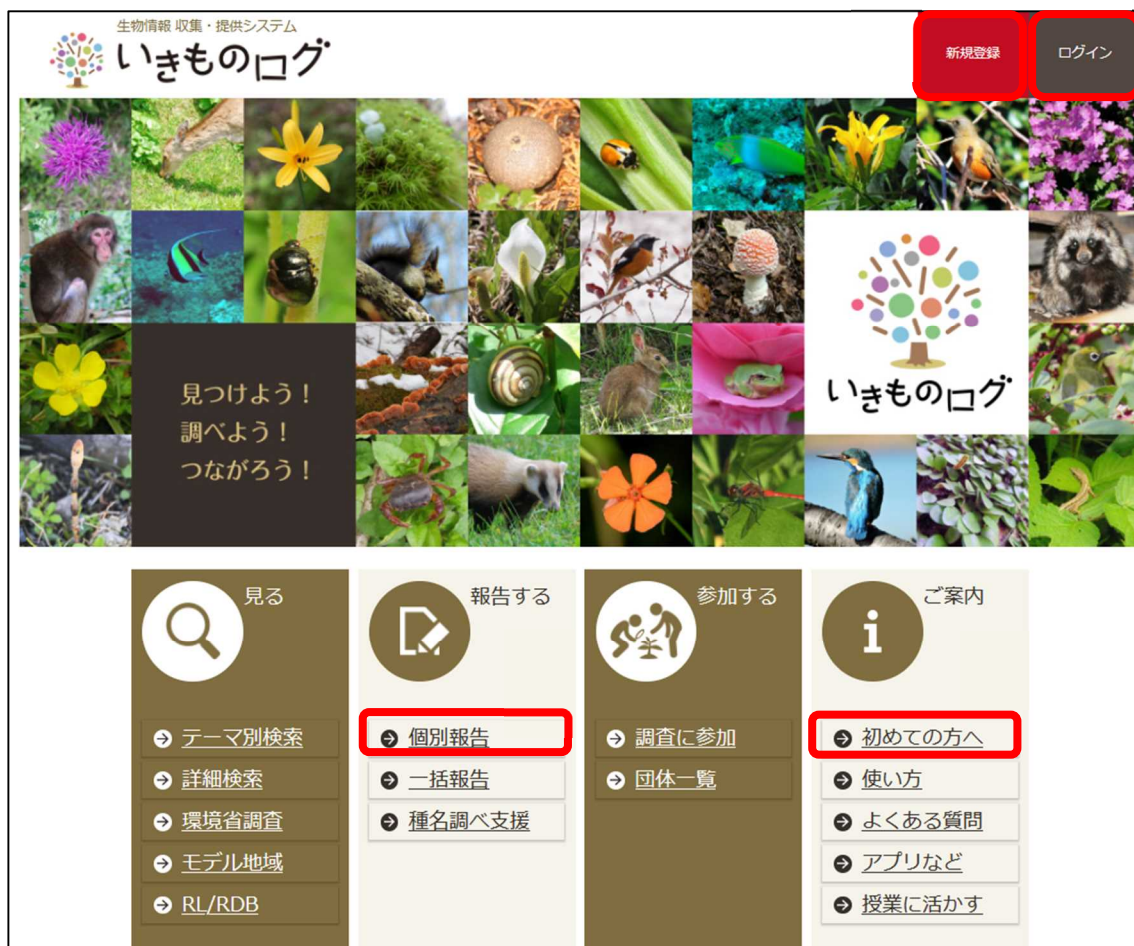 生物情報 収集・提供システム
いきものログ
新規登録
ログイン
いきものログ
見つけよう！
調べよう！
つながろう！
見る
テーマ別検索
詳細検索
環境省調査
モデル地域
RL/RDB
報告する
個別報告
一括報告
種名調べ支援
参加する
調査に参加
団体一覧
ご案内
初めての方へ
使い方
よくある質問
アプリなど
授業に活かす